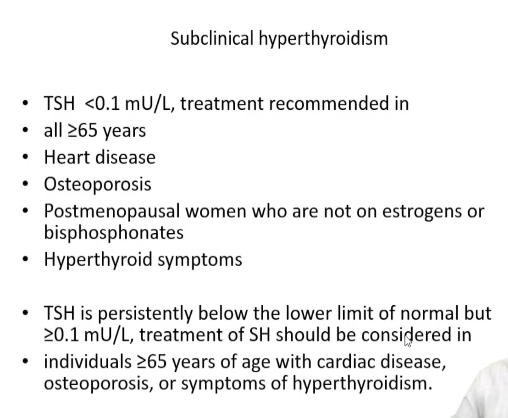 Subclinical hyperthyroidism
• TSH <0.1 mU/L, treatment recommended in
• all ≥65 years
• Heart disease
• Osteoporosis
• Postmenopausal women who are not on estrogens or
bisphosphonates
• Hyperthyroid symptoms
• TSH is persistently below the lower limit of normal but
≥0.1 mU/L, treatment of SH should be considered in
• individuals ≥65 years of age with cardiac disease,
osteoporosis, or symptoms of hyperthyroidism.